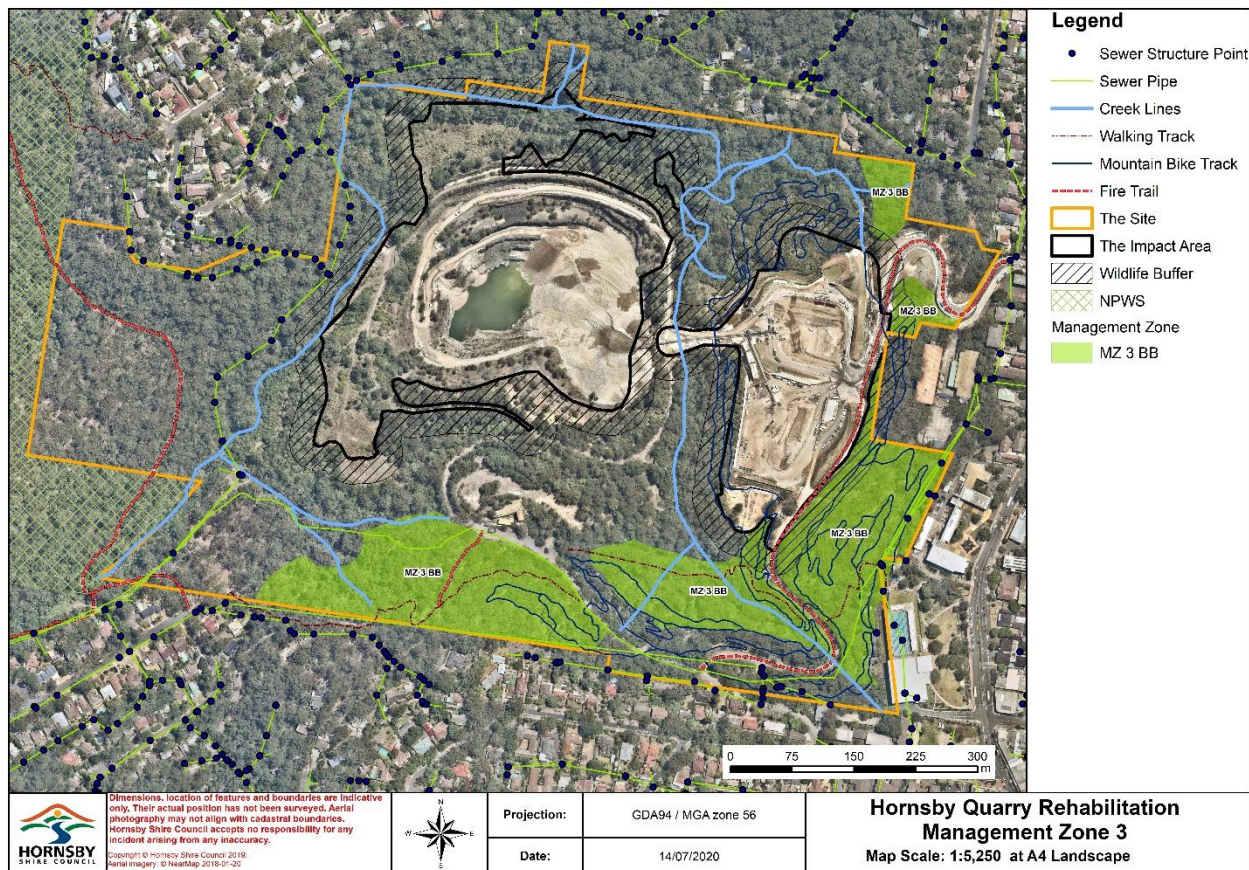 Legend
Sewer Structure Point
Sewer Pipe
Creek Lines
Walking Track
Mountain Bike Track
Fire Trail
The Site
The Impact Area
Wildlife Buffer
NPWS
Management Zone
MZ 3 BB
MZ 3 BB
MZ 3 BB
MZ 3 BB
MZ 3 BB
MZ 3 BB
0 75 150 225 300
m
HORNSBY
SHIRE COUNCIL
Dimensions, location of features and boundaries are indicative
only. Their actual position has not been surveyed. Aerial
photography may not align with cadastral boundaries.
Hornsby Shire Council accepts no responsibility for any
incident arising from any inaccuracy.
Copyright © Hornsby Shire Council 2019;
Aerial Imagery: © NearMap 2018-01-20
N
W E
S
Projection: GDA94 / MGA zone 56
Date: 14/07/2020
Hornsby Quarry Rehabilitation
Management Zone 3
Map Scale: 1:5,250 at A4 Landscape